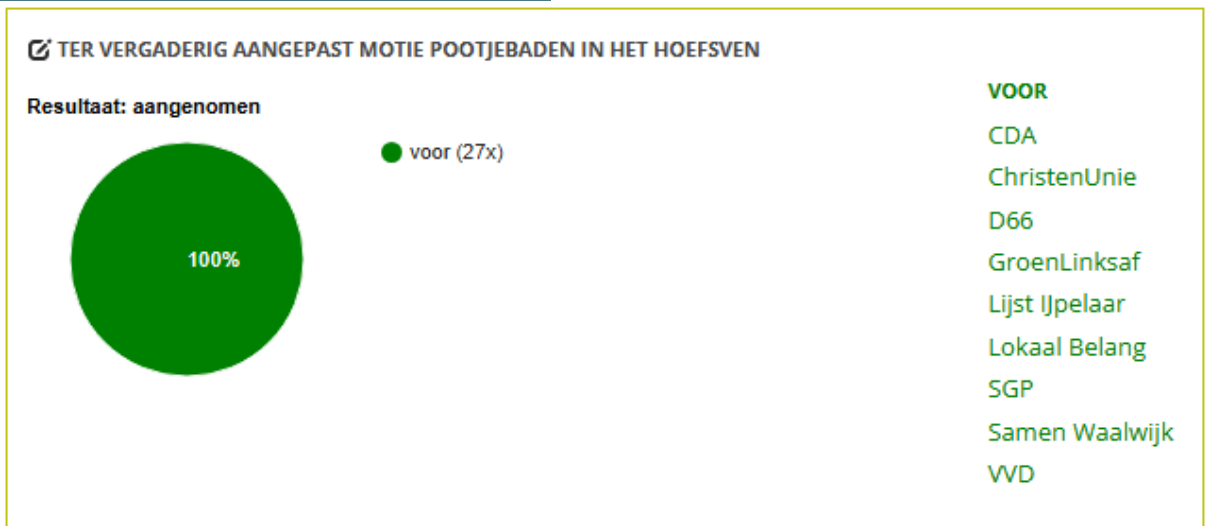 TER VERGADERIG AANGEPAST MOTIE POOTJEBADEN IN HET HOEFSVEN
Resultaat: aangenomen
voor (27x)
100%
VOOR
CDA
ChristenUnie
D66
GroenLinksaf
Lijst IJpelaar
Lokaal Belang
SGP
Samen Waalwijk
VVD